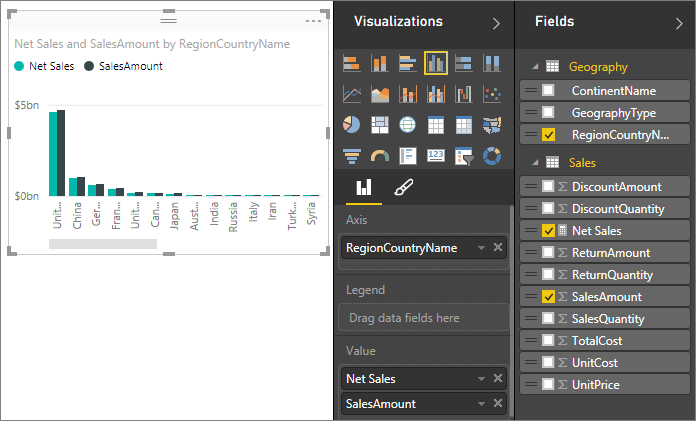 Net Sales and SalesAmount by RegionCountryName
Net Sales SalesAmount
$5bn
$0bn
Unit...
China
Ger...
Fran...
Unit...
Can...
Japan
Aust...
India
Russia
Italy
Iran
Turk...
Syria
Visualizations
123
Axis
RegionCountryName
Legend
Drag data fields here
Value
Net Sales
SalesAmount
Fields
Geography
ContinentName
GeographyType
RegionCountryN...
Sales
DiscountAmount
DiscountQuantity
Net Sales
ReturnAmount
ReturnQuantity
SalesAmount
SalesQuantity
TotalCost
UnitCost
UnitPrice